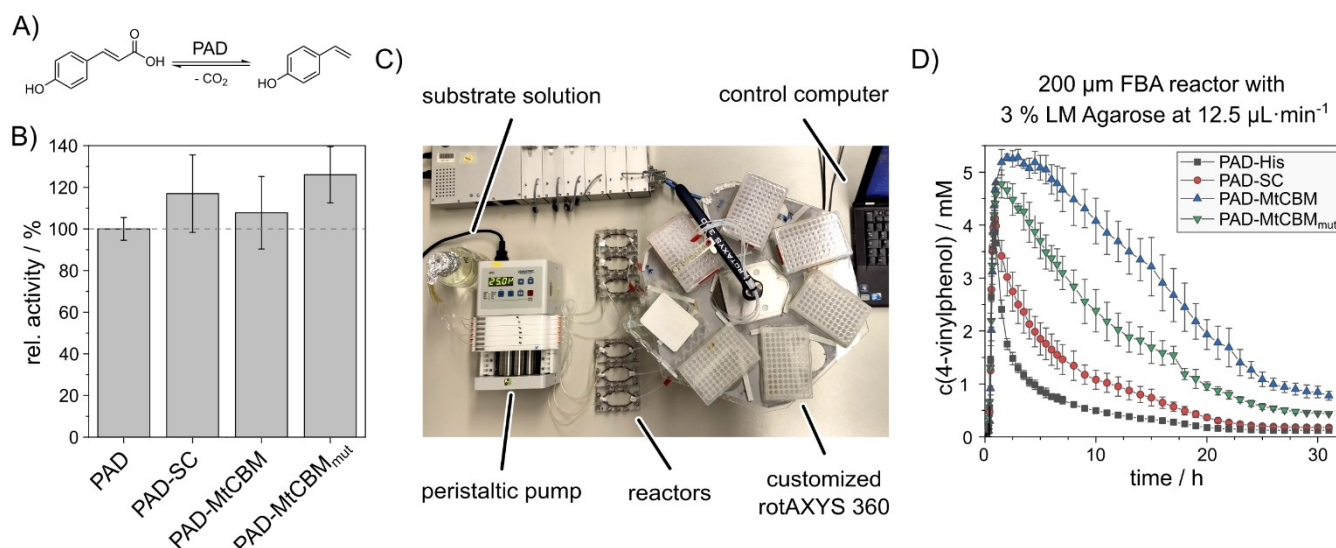 A)
O
OH
HO
PAD
- CO₂
HO
B)
rel. activity / %
140
120
100
80
60
40
20
0
PAD
PAD-SC
PAD-MtCBM
PAD-MtCBMmut
C)
substrate solution
control computer
25.0
ROTAXYS
peristaltic pump
reactors
customized
rotAXYS 360
D)
200 µm FBA reactor with
3 % LM Agarose at 12.5 µL·min⁻¹
PAD-His
PAD-SC
PAD-MtCBM
PAD-MtCBMmut
c(4-vinylphenol) / mM
5
4
3
2
1
0
0
10
20
30
time / h